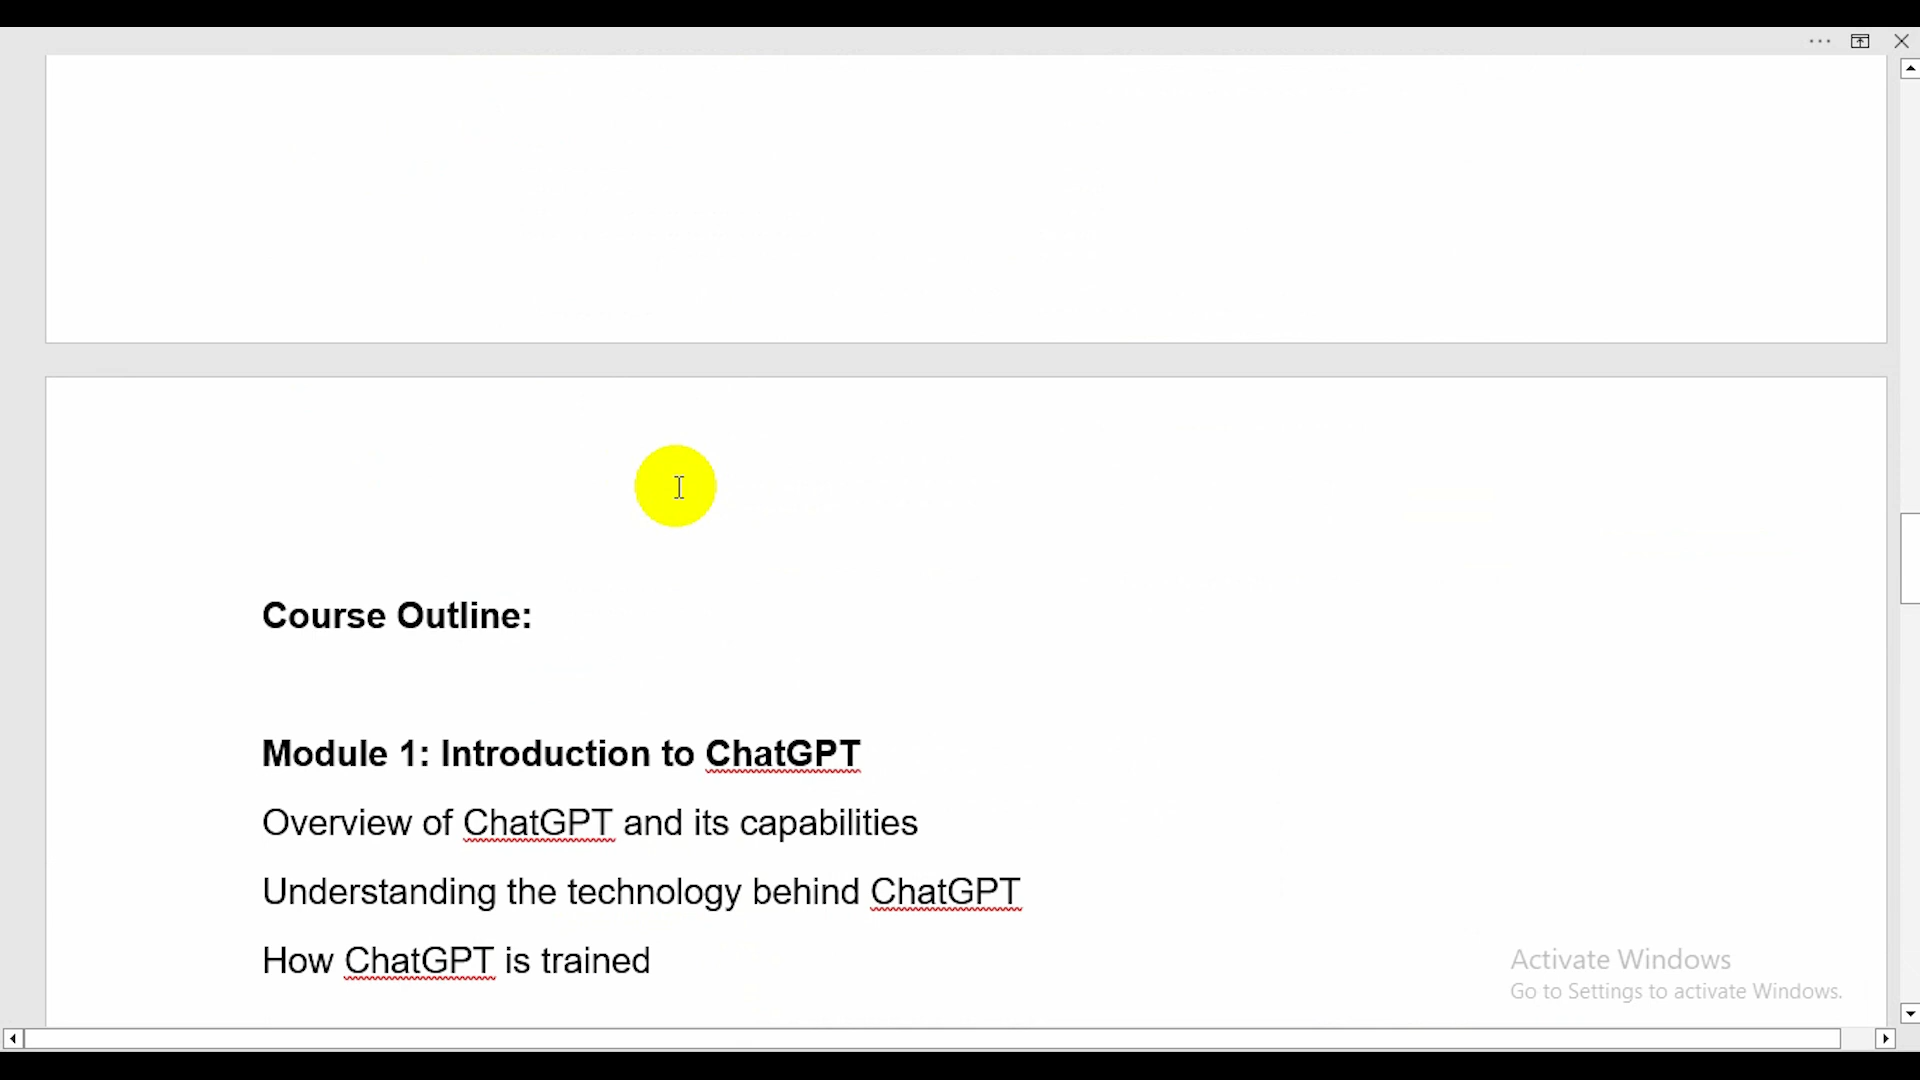 Course Outline:
Module 1: Introduction to ChatGPT
Overview of ChatGPT and its capabilities
Understanding the technology behind ChatGPT
How ChatGPT is trained
Activate Windows
Go to Settings to activate Windows.